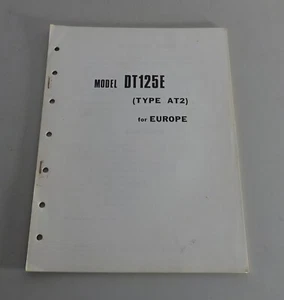 MODEL DT125E
(TYPE AT2)
for EUROPE